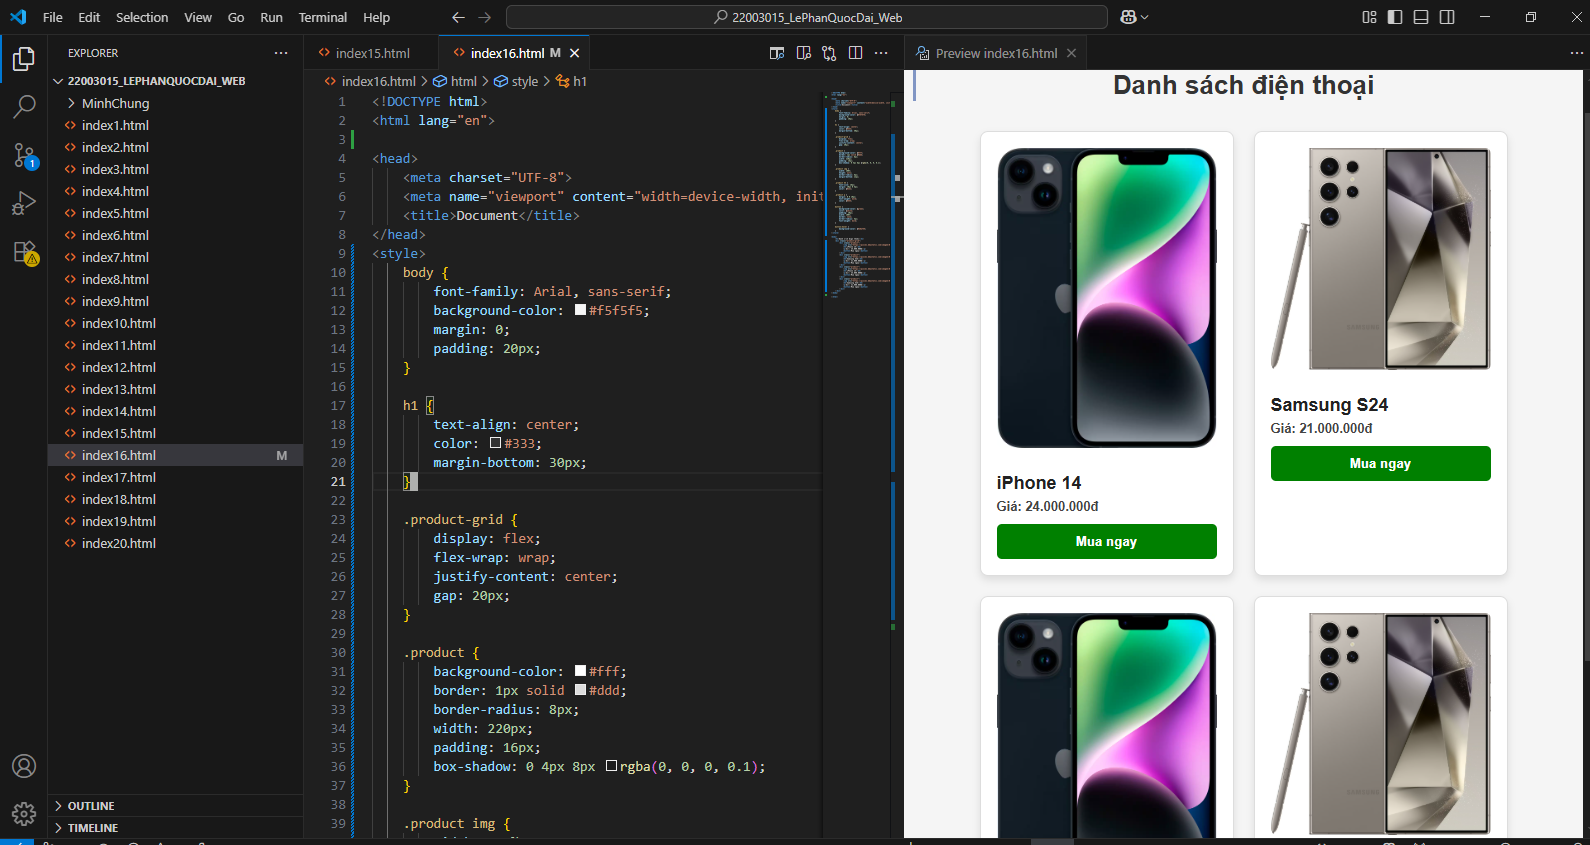 File Edit Selection View Go Run Terminal Help
22003015_LePhanQuocDai_Web
EXPLORER
22003015_LEPHANQUOCDAI_WEB
MinhChung
index1.html
index2.html
index3.html
index4.html
index5.html
index6.html
index7.html
index8.html
index9.html
index10.html
index11.html
index12.html
index13.html
index14.html
index15.html
index16.html M
index17.html
index18.html
index19.html
index20.html
OUTLINE
TIMELINE
1
index15.html
index16.html M
index16.html > html > style > h1
1 <!DOCTYPE html>
2 <html lang="en">
3
4 <head>
5 <meta charset="UTF-8">
6 <meta name="viewport" content="width=device-width, init
7 <title>Document</title>
8 </head>
9 <style>
10 body {
11 font-family: Arial, sans-serif;
12 background-color: #f5f5f5;
13 margin: 0;
14 padding: 20px;
15 }
16
17 h1 {
18 text-align: center;
19 color: #333;
20 margin-bottom: 30px;
21 }
22
23 .product-grid {
24 display: flex;
25 flex-wrap: wrap;
26 justify-content: center;
27 gap: 20px;
28 }
29
30 .product {
31 background-color: #fff;
32 border: 1px solid #ddd;
33 border-radius: 8px;
34 width: 220px;
35 padding: 16px;
36 box-shadow: 0 4px 8px rgba(0, 0, 0, 0.1);
37 }
38
39 .product img {
Preview index16.html
Danh sách điện thoại
iPhone 14
Giá: 24.000.000đ
Mua ngay
Samsung S24
Giá: 21.000.000đ
Mua ngay